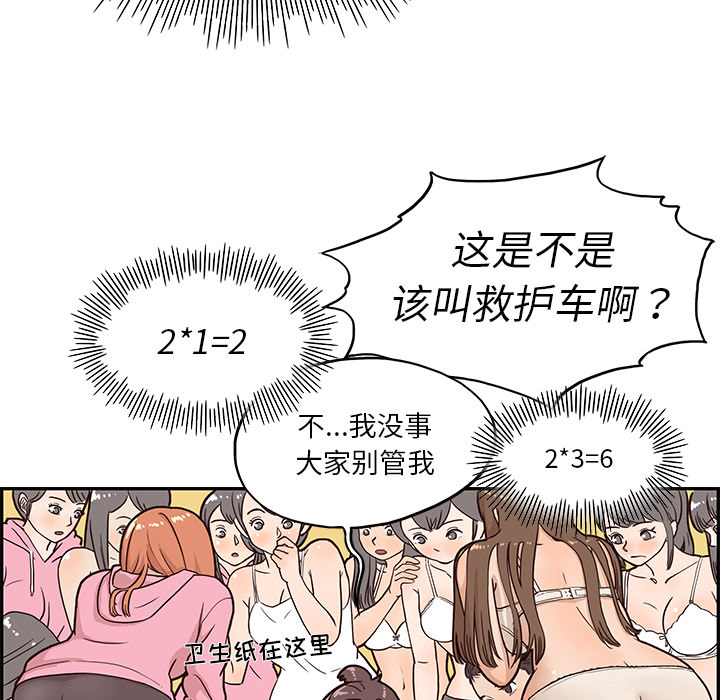 这是不是
该叫救护车啊？
2*1=2
不...我没事
大家别管我
2*3=6
卫生纸在这里